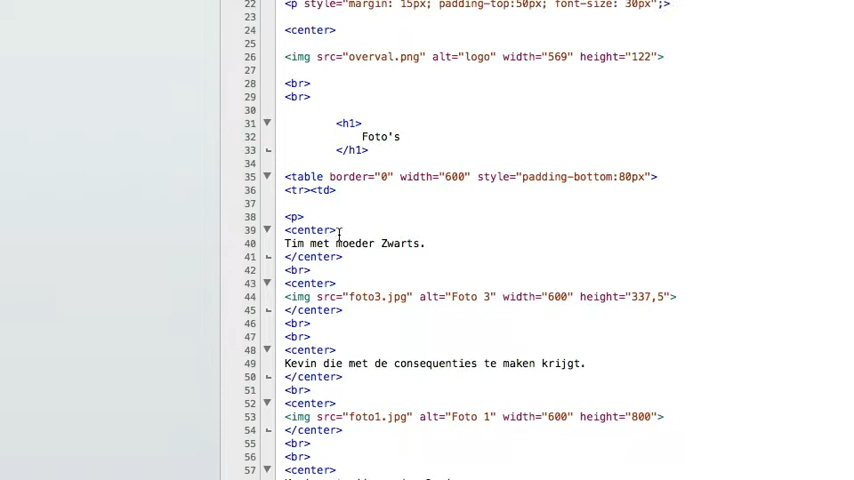 22 <p style="margin: 15px; padding-top:50px; font-size: 30px";>
23
24 <center>
25
26 <img src="overval.png" alt="logo" width="569" height="122">
27
28 <br>
29 <br>
30
31 <h1>
32 Foto's
33 </h1>
34
35 <table border="0" width="600" style="padding-bottom:80px">
36 <tr><td>
37
38 <p>
39 <center>
40 Tim met moeder Zwarts.
41 </center>
42 <br>
43 <center>
44 <img src="foto3.jpg" alt="Foto 3" width="600" height="337,5">
45 </center>
46 <br>
47 <br>
48 <center>
49 Kevin die met de consequenties te maken krijgt.
50 </center>
51 <br>
52 <center>
53 <img src="foto1.jpg" alt="Foto 1" width="600" height="800">
54 </center>
55 <br>
56 <br>
57 <center>